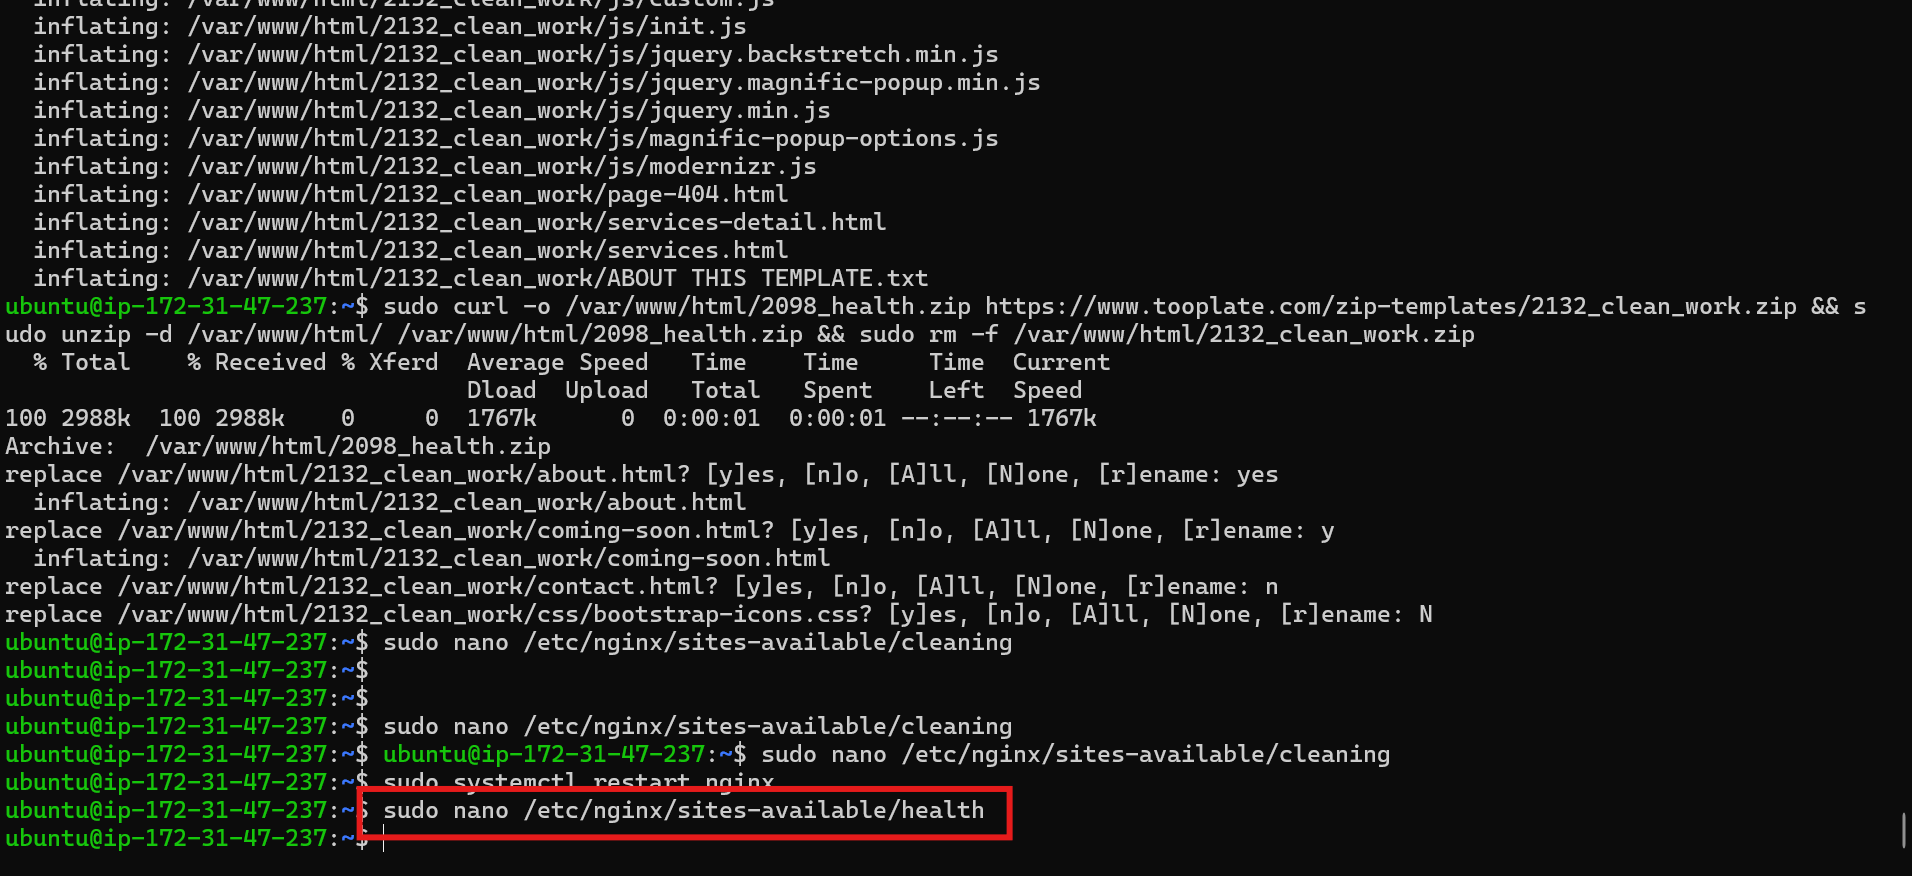 inflating: /var/www/html/2132_clean_work/js/custom.js
inflating: /var/www/html/2132_clean_work/js/init.js
inflating: /var/www/html/2132_clean_work/js/jquery.backstretch.min.js
inflating: /var/www/html/2132_clean_work/js/jquery.magnific-popup.min.js
inflating: /var/www/html/2132_clean_work/js/jquery.min.js
inflating: /var/www/html/2132_clean_work/js/magnific-popup-options.js
inflating: /var/www/html/2132_clean_work/js/modernizr.js
inflating: /var/www/html/2132_clean_work/page-404.html
inflating: /var/www/html/2132_clean_work/services-detail.html
inflating: /var/www/html/2132_clean_work/services.html
inflating: /var/www/html/2132_clean_work/ABOUT THIS TEMPLATE.txt
ubuntu@ip-172-31-47-237:~$ sudo curl -o /var/www/html/2098_health.zip https://www.tooplate.com/zip-templates/2132_clean_work.zip && s
udo unzip -d /var/www/html/ /var/www/html/2098_health.zip && sudo rm -f /var/www/html/2132_clean_work.zip
% Total    % Received % Xferd  Average Speed   Time    Time     Time  Current
Dload  Upload   Total   Spent    Left  Speed
100 2988k  100 2988k    0     0  1767k      0  0:00:01  0:00:01 --:--:-- 1767k
Archive:  /var/www/html/2098_health.zip
replace /var/www/html/2132_clean_work/about.html? [y]es, [n]o, [A]ll, [N]one, [r]ename: yes
inflating: /var/www/html/2132_clean_work/about.html
replace /var/www/html/2132_clean_work/coming-soon.html? [y]es, [n]o, [A]ll, [N]one, [r]ename: y
inflating: /var/www/html/2132_clean_work/coming-soon.html
replace /var/www/html/2132_clean_work/contact.html? [y]es, [n]o, [A]ll, [N]one, [r]ename: n
replace /var/www/html/2132_clean_work/css/bootstrap-icons.css? [y]es, [n]o, [A]ll, [N]one, [r]ename: N
ubuntu@ip-172-31-47-237:~$ sudo nano /etc/nginx/sites-available/cleaning
ubuntu@ip-172-31-47-237:~$
ubuntu@ip-172-31-47-237:~$
ubuntu@ip-172-31-47-237:~$ sudo nano /etc/nginx/sites-available/cleaning
ubuntu@ip-172-31-47-237:~$ ubuntu@ip-172-31-47-237:~$ sudo nano /etc/nginx/sites-available/cleaning
ubuntu@ip-172-31-47-237:~$ sudo systemctl restart nginx
ubuntu@ip-172-31-47-237:~$ sudo nano /etc/nginx/sites-available/health
ubuntu@ip-172-31-47-237:~$